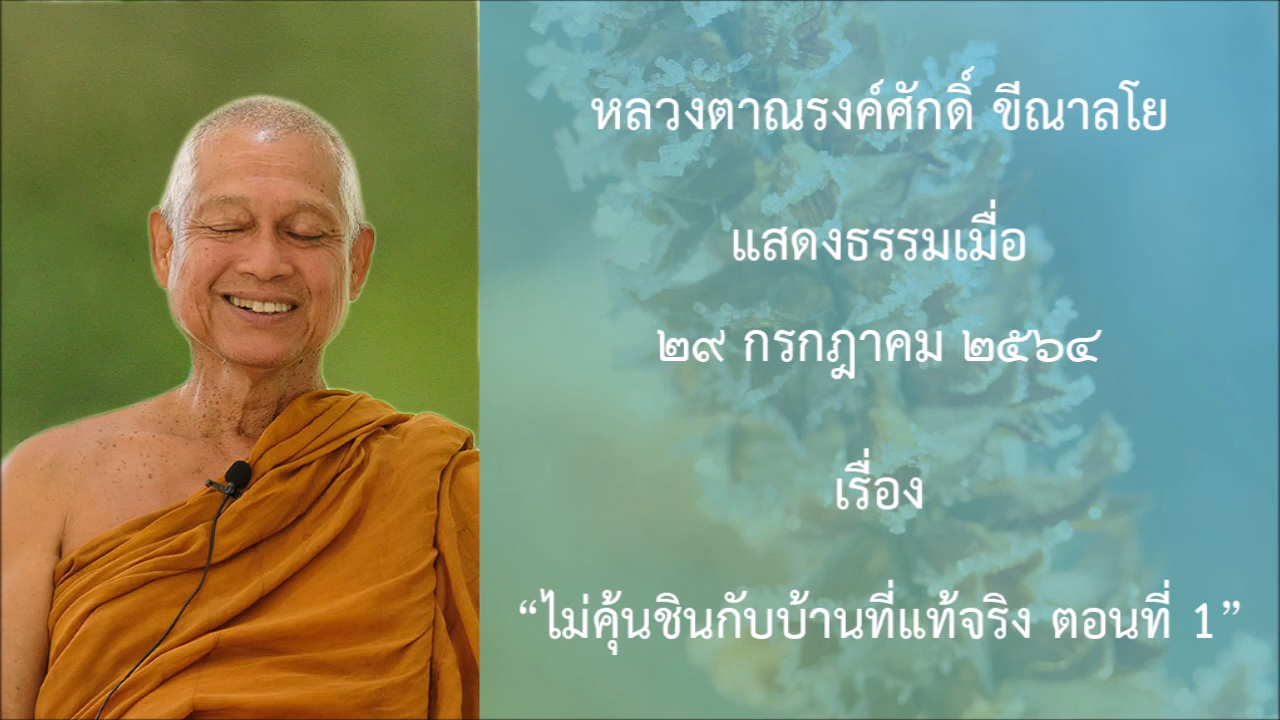 หลวงตาณรงค์ศักดิ์ ขีณาลโย
แสดงธรรมเมื่อ
๒๙ กรกฎาคม ๒๕๖๔
เรื่อง
“ไม่คุ้นชินกับบ้านที่แท้จริง ตอนที่ 1”